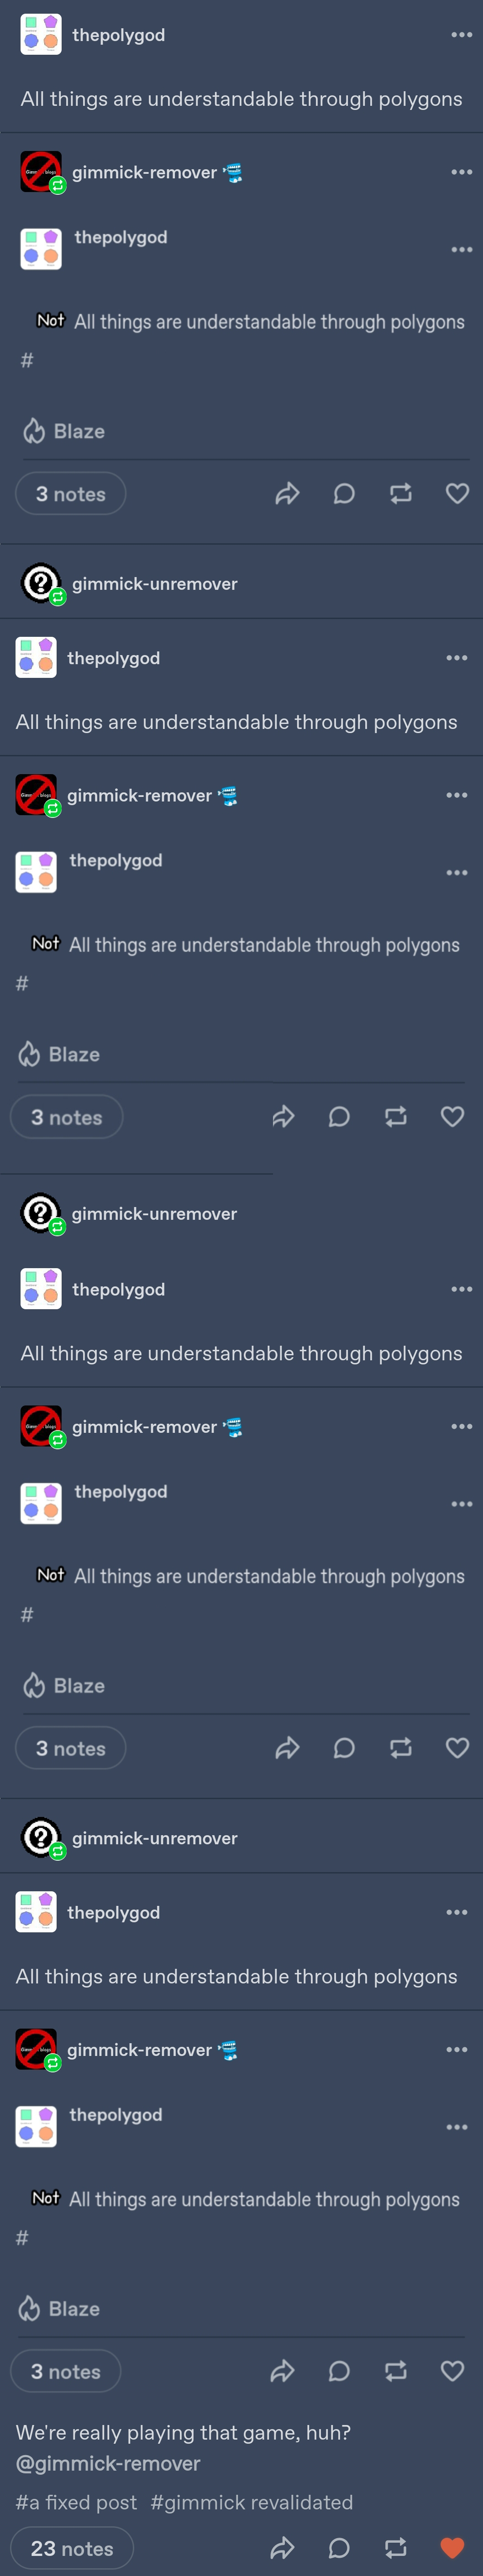 thepolygod
All things are understandable through polygons
gimmick-remover
thepolygod
Not All things are understandable through polygons
#
Blaze
3 notes
gimmick-unremover
thepolygod
All things are understandable through polygons
gimmick-remover
thepolygod
Not All things are understandable through polygons
#
Blaze
3 notes
gimmick-unremover
thepolygod
All things are understandable through polygons
gimmick-remover
thepolygod
Not All things are understandable through polygons
#
Blaze
3 notes
gimmick-unremover
thepolygod
All things are understandable through polygons
gimmick-remover
thepolygod
Not All things are understandable through polygons
#
Blaze
3 notes
We're really playing that game, huh?
@gimmick-remover
#a fixed post #gimmick revalidated
23 notes